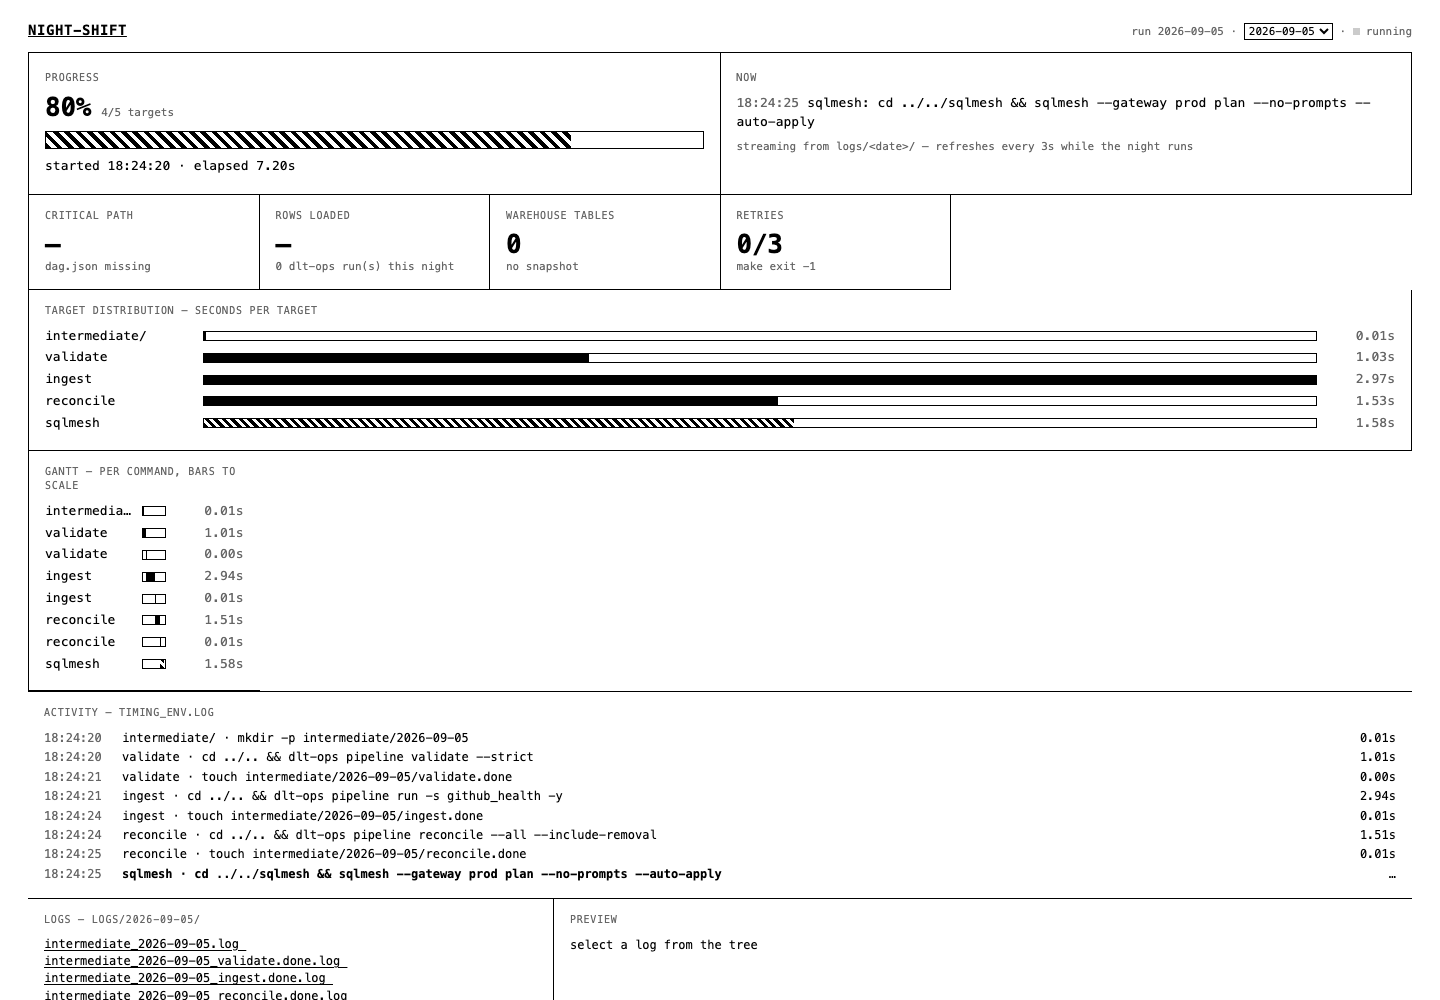 NIGHT-SHIFT
run 2026-09-05 · 2026-09-05 · running
PROGRESS
80% 4/5 targets
started 18:24:20 · elapsed 7.20s
NOW
18:24:25 sqlmesh: cd ../../sqlmesh && sqlmesh --gateway prod plan --no-prompts --
auto-apply
streaming from logs/<date>/ — refreshes every 3s while the night runs
CRITICAL PATH
—
dag.json missing
ROWS LOADED
—
0 dlt-ops run(s) this night
WAREHOUSE TABLES
0
no snapshot
RETRIES
0/3
make exit -1
TARGET DISTRIBUTION — SECONDS PER TARGET
intermediate/ 0.01s
validate 1.03s
ingest 2.97s
reconcile 1.53s
sqlmesh 1.58s
GANTT — PER COMMAND, BARS TO
SCALE
intermedia… 0.01s
validate 1.01s
validate 0.00s
ingest 2.94s
ingest 0.01s
reconcile 1.51s
reconcile 0.01s
sqlmesh 1.58s
ACTIVITY — TIMING_ENV.LOG
18:24:20 intermediate/ · mkdir -p intermediate/2026-09-05 0.01s
18:24:20 validate · cd ../.. && dlt-ops pipeline validate --strict 1.01s
18:24:21 validate · touch intermediate/2026-09-05/validate.done 0.00s
18:24:21 ingest · cd ../.. && dlt-ops pipeline run -s github_health -y 2.94s
18:24:24 ingest · touch intermediate/2026-09-05/ingest.done 0.01s
18:24:24 reconcile · cd ../.. && dlt-ops pipeline reconcile --all --include-removal 1.51s
18:24:25 reconcile · touch intermediate/2026-09-05/reconcile.done 0.01s
18:24:25 sqlmesh · cd ../../sqlmesh && sqlmesh --gateway prod plan --no-prompts --auto-apply …
LOGS — LOGS/2026-09-05/
intermediate_2026-09-05.log
intermediate_2026-09-05_validate.done.log
intermediate_2026-09-05_ingest.done.log
intermediate_2026-09-05_reconcile.done.log
PREVIEW
select a log from the tree